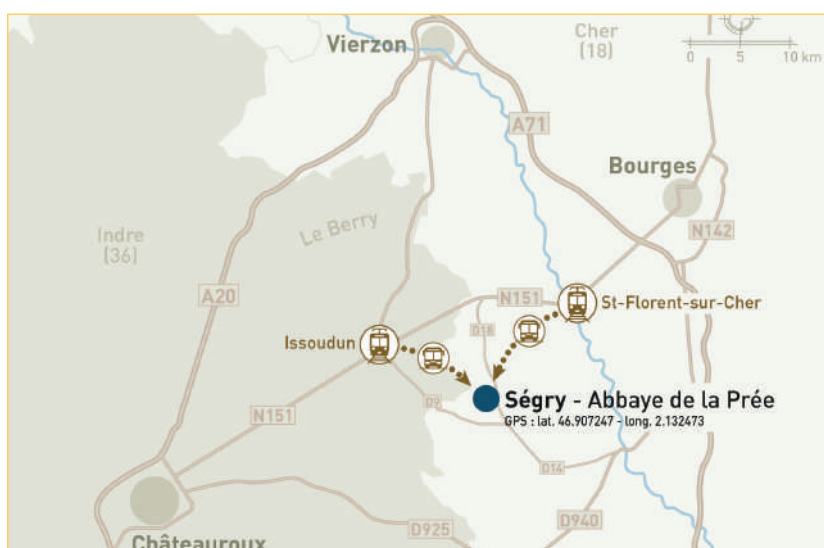 Vierzon
Cher
(18)
0 5 10 km
A71
Bourges
Le Berry
Indre
(36)
N142
A20
N151
St-Florent-sur-Cher
D18
Issoudun
Ségry - Abbaye de la Prée
GPS : lat. 46.907247 - long. 2.132473
D9
N151
D14
D925
D940
Châteauroux